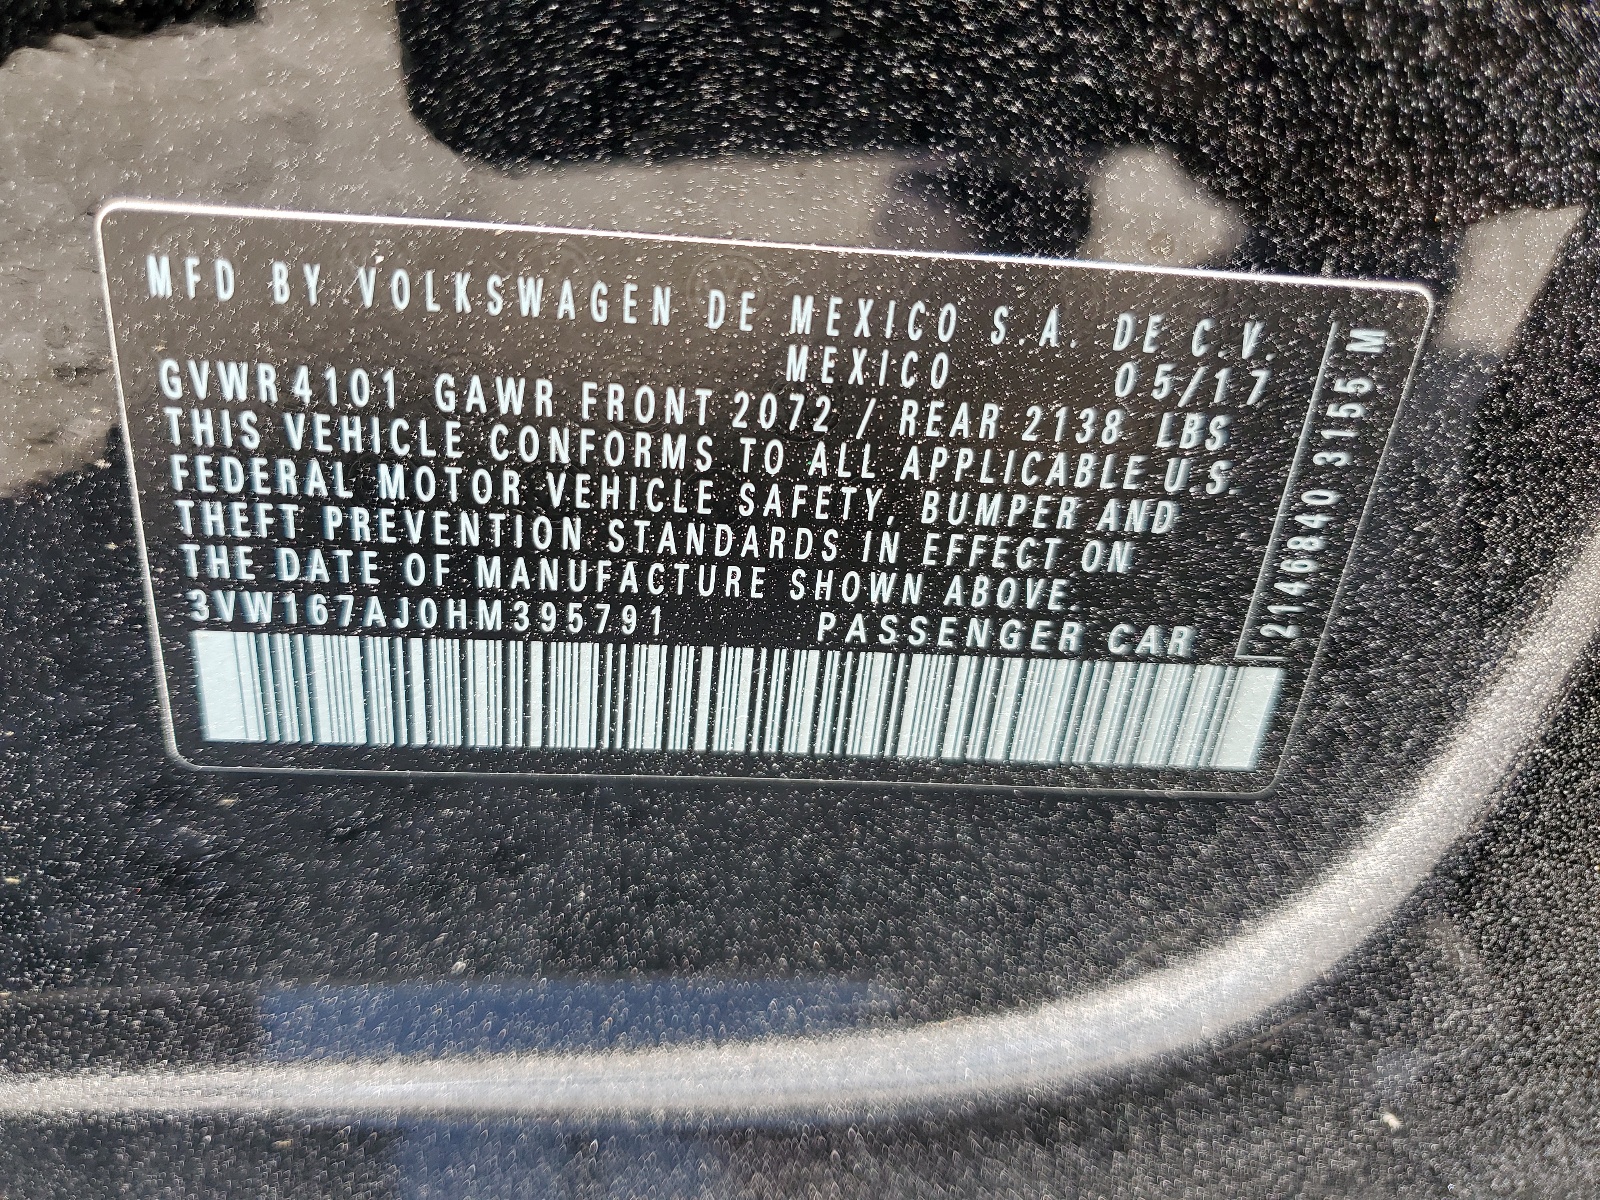 MFD BY VOLKSWAGEN DE MEXICO S.A. DE C.V.
MEXICO 05/17
GVWR 4101 GAWR FRONT 2072 / REAR 2138 LBS
THIS VEHICLE CONFORMS TO ALL APPLICABLE U.S.
FEDERAL MOTOR VEHICLE SAFETY, BUMPER AND
THEFT PREVENTION STANDARDS IN EFFECT ON
THE DATE OF MANUFACTURE SHOWN ABOVE.
3VW167AJ0HM395791 PASSENGER CAR
2146840 3155 M